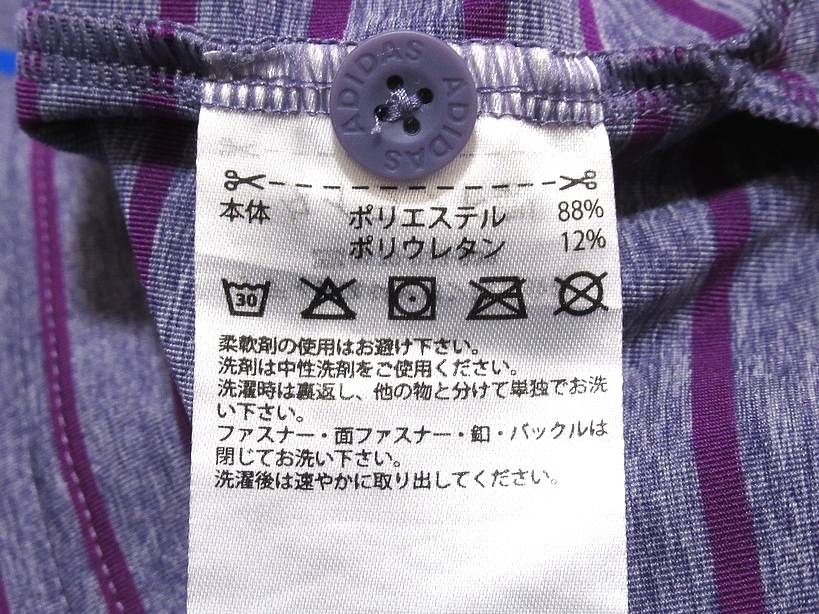 ADIDAS ADIDAS
本体 ポリエステル 88%
ポリウレタン 12%
30
柔軟剤の使用はお避け下さい。
洗剤は中性洗剤をご使用ください。
洗濯時は裏返し、他の物と分けて単独でお洗
い下さい。
ファスナー・面ファスナー・釦・バックルは
閉じてお洗い下さい。
洗濯後は速やかに取り出してください。